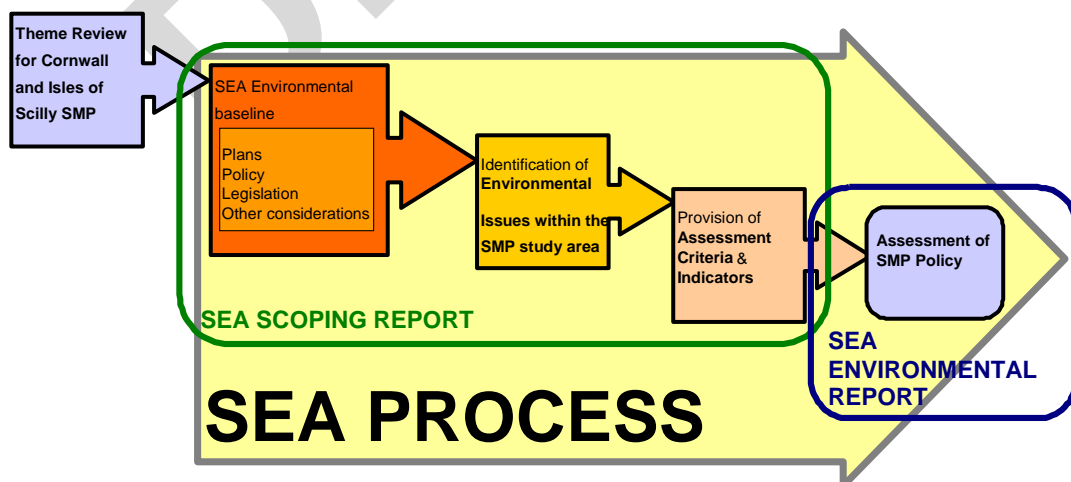 Theme Review
for Cornwall
and Isles of
Scilly SMP
SEA Environmental
baseline
Plans
Policy
Legislation
Other considerations
Identification of
Environmental
Issues within the
SMP study area
Provision of
Assessment
Criteria &
Indicators
Assessment of
SMP Policy
SEA SCOPING REPORT
SEA
ENVIRONMENTAL
REPORT
SEA PROCESS